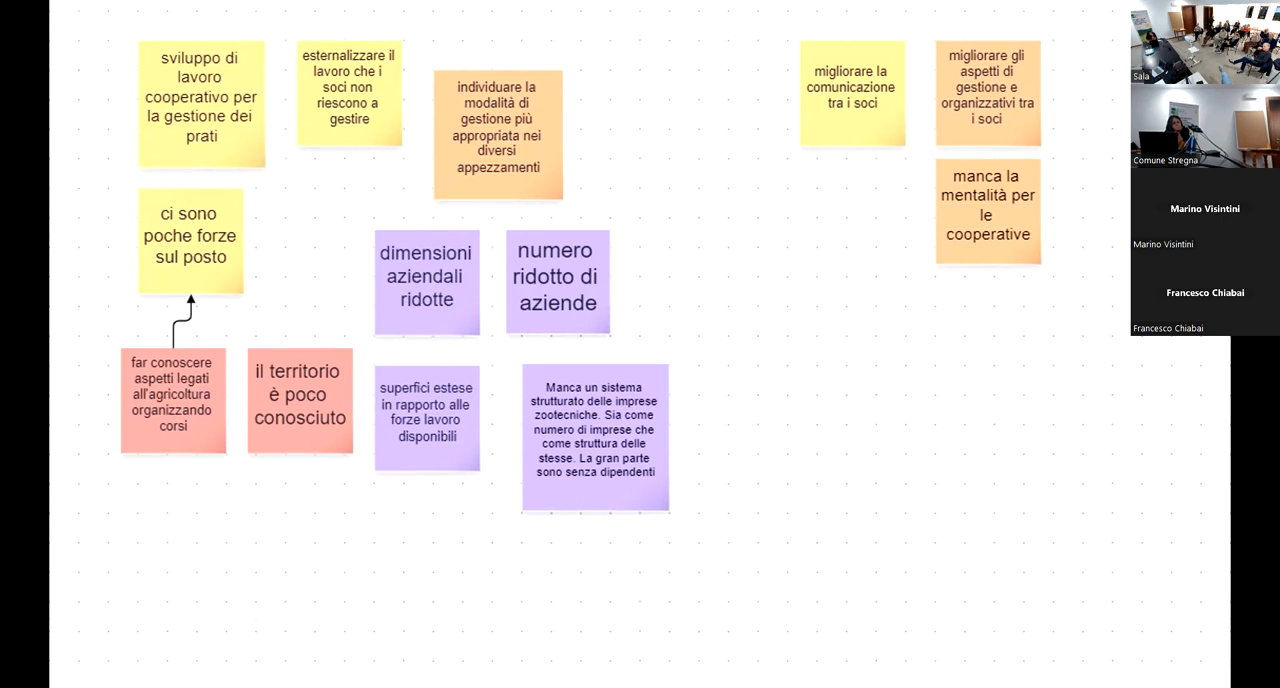 sviluppo di
lavoro
cooperativo per
la gestione dei
prati
esternalizzare il
lavoro che i
soci non
riescono a
gestire
individuare la
modalità di
gestione più
appropriata nei
diversi
appezzamenti
migliorare la
comunicazione
tra i soci
migliorare gli
aspetti di
gestione e
organizzativi tra
i soci
manca la
mentalità per
le
cooperative
ci sono
poche forze
sul posto
dimensioni
aziendali
ridotte
numero
ridotto di
aziende
far conoscere
aspetti legati
all'agricoltura
organizzando
corsi
il territorio
è poco
conosciuto
superfici estese
in rapporto alle
forze lavoro
disponibili
Manca un sistema
strutturato delle imprese
zootecniche. Sia come
numero di imprese che
come struttura delle
stesse. La gran parte
sono senza dipendenti
Sala
Comune Stregna
Marino Visintini
Marino Visintini
Francesco Chiabai
Francesco Chiabai